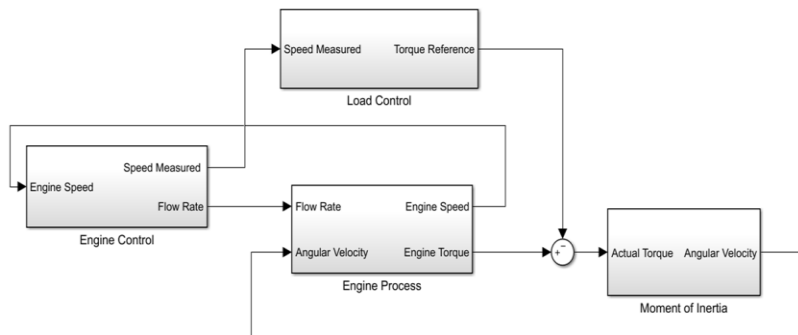 Speed Measured Torque Reference
Load Control
Engine Speed
Speed Measured
Flow Rate
Engine Control
Flow Rate Engine Speed
Angular Velocity Engine Torque
Engine Process
+ −
Actual Torque Angular Velocity
Moment of Inertia